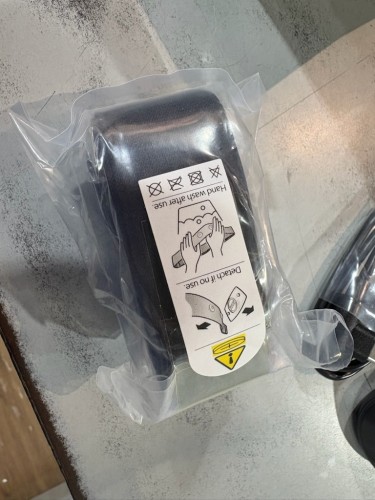 Detach if no use.
Hand wash after use.